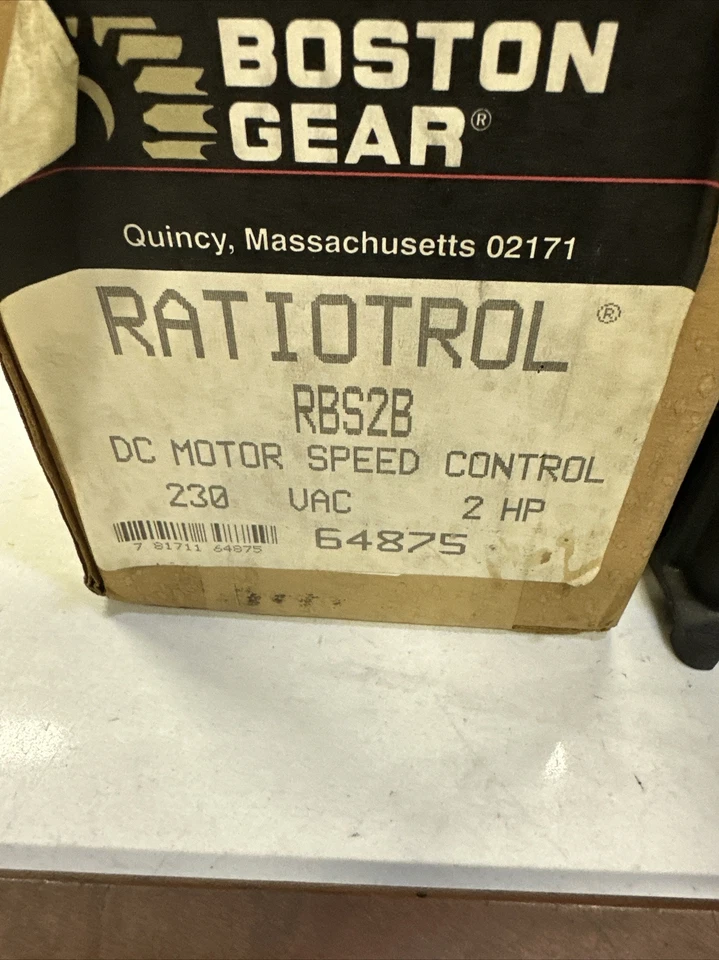 BOSTON
GEAR®
Quincy, Massachusetts 02171
RATIOTROL ®
RBS2B
DC MOTOR SPEED CONTROL
230 VAC 2 HP
7 81711 64875 64875